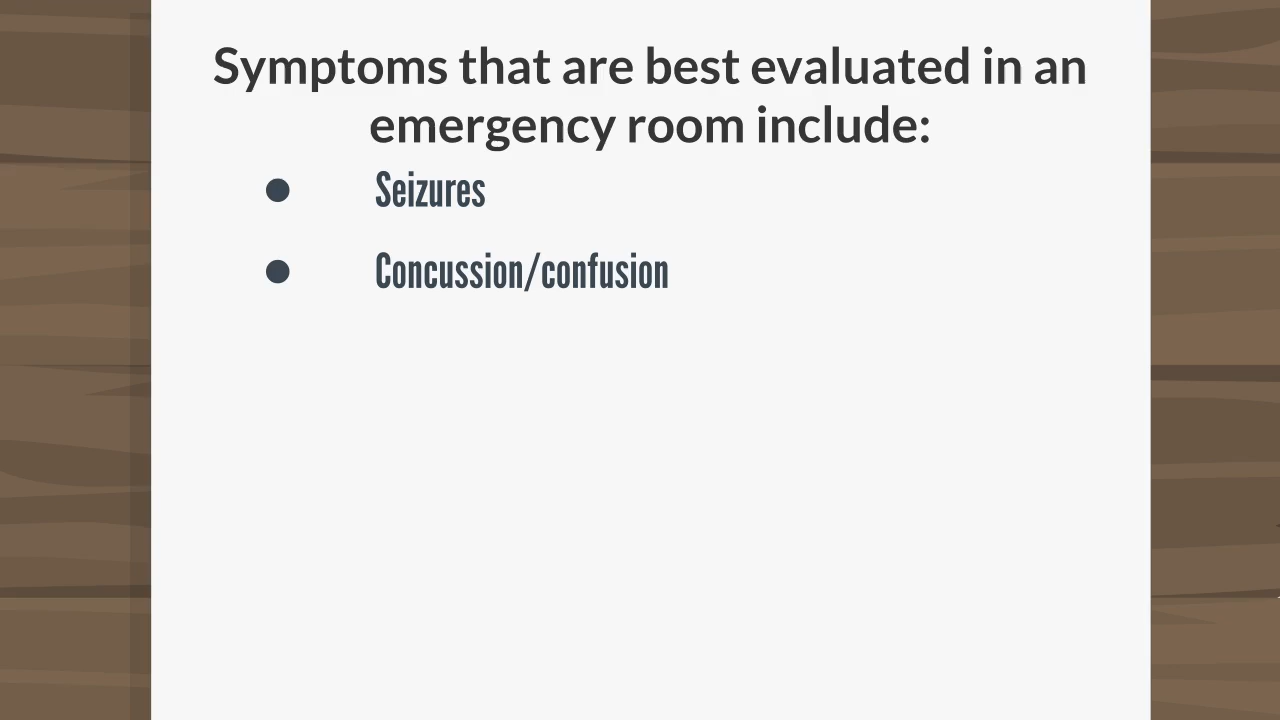 Symptoms that are best evaluated in an
emergency room include:
● Seizures
● Concussion/confusion